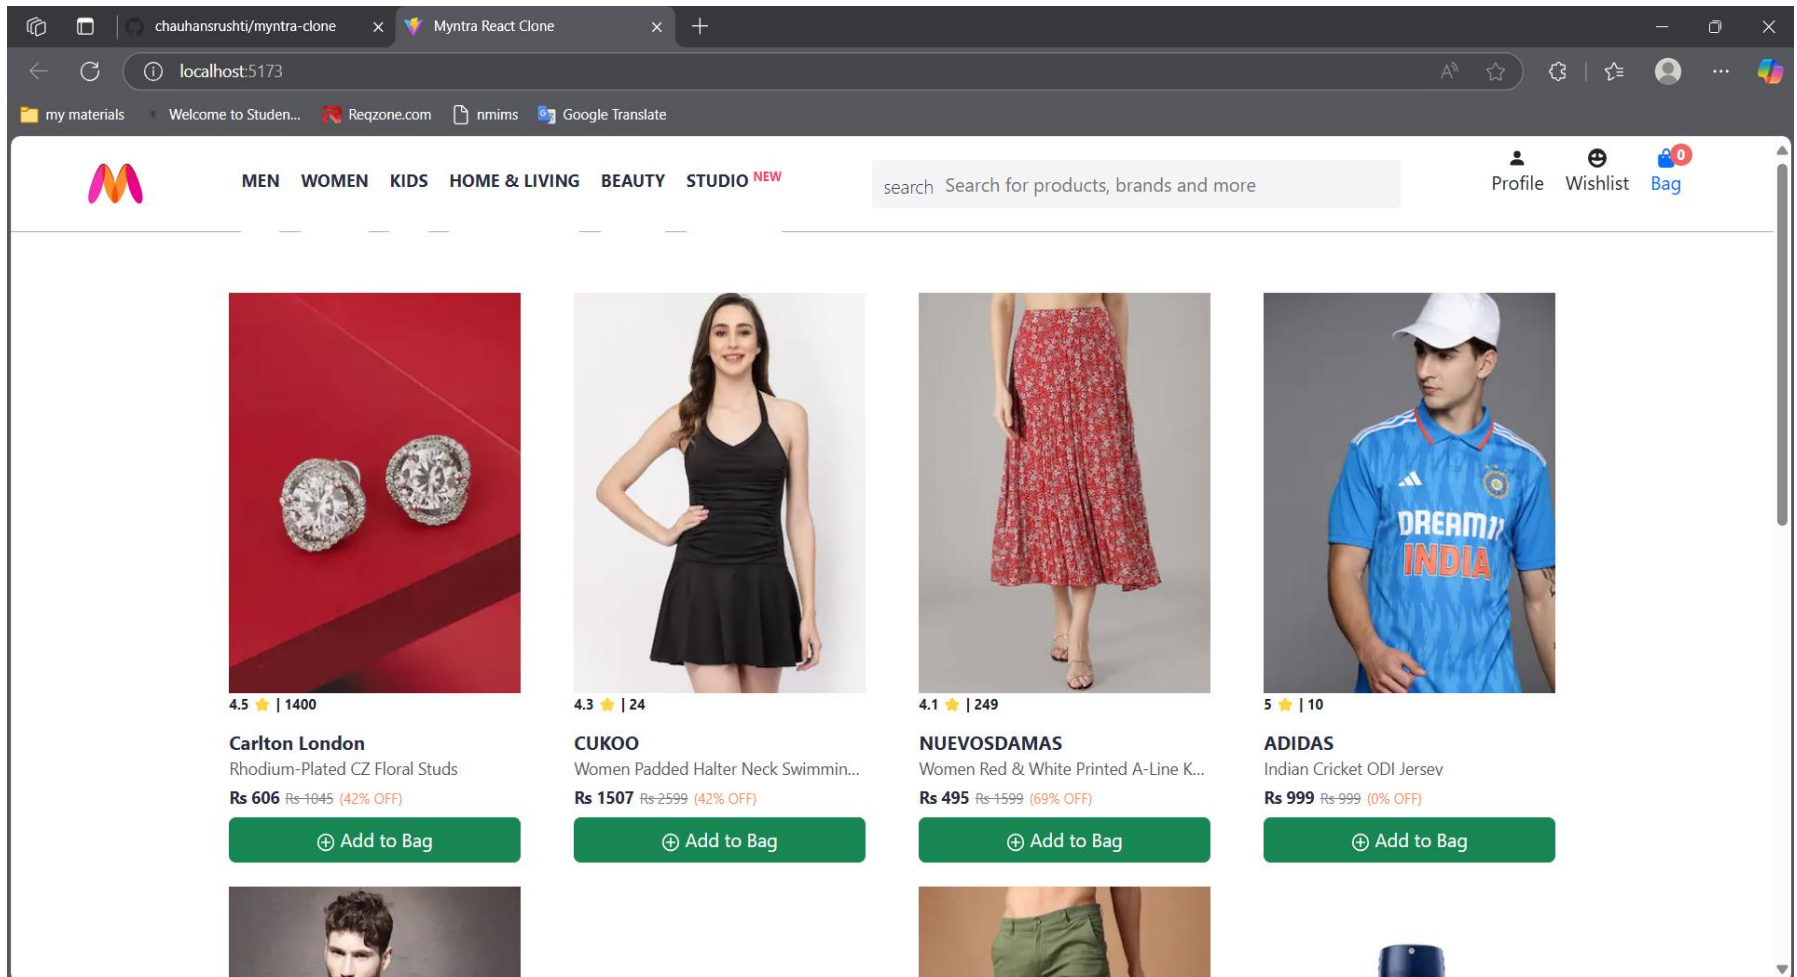 chauhansrushti/myntra-clone
Myntra React Clone
localhost:5173
my materials
Welcome to Studen...
Reqzone.com
nmims
Google Translate
MEN WOMEN KIDS HOME & LIVING BEAUTY STUDIO NEW
search Search for products, brands and more
Profile
Wishlist
0
Bag
DREAM11
INDIA
4.5 ⭐ | 1400
Carlton London
Rhodium-Plated CZ Floral Studs
Rs 606 Rs 1045 (42% OFF)
Add to Bag
4.3 ⭐ | 24
CUKOO
Women Padded Halter Neck Swimmin...
Rs 1507 Rs 2599 (42% OFF)
Add to Bag
4.1 ⭐ | 249
NUEVOSDAMAS
Women Red & White Printed A-Line K...
Rs 495 Rs 1599 (69% OFF)
Add to Bag
5 ⭐ | 10
ADIDAS
Indian Cricket ODI Jersey
Rs 999 Rs 999 (0% OFF)
Add to Bag